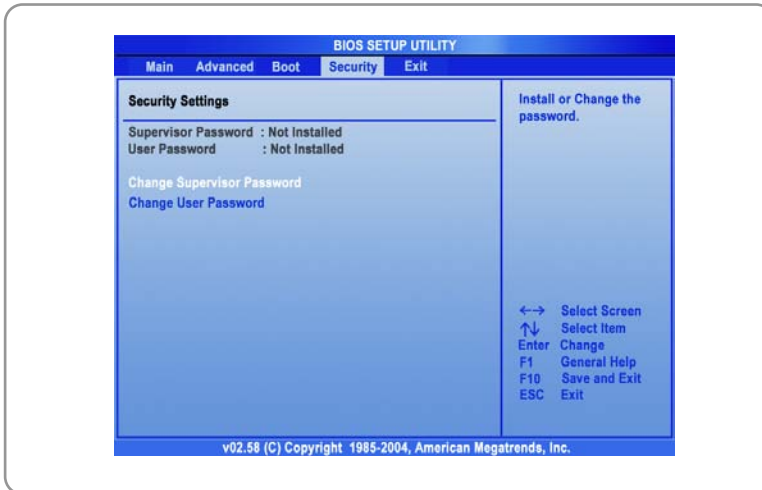 BIOS SETUP UTILITY
Main Advanced Boot Security Exit
Security Settings
Supervisor Password : Not Installed
User Password : Not Installed
Change Supervisor Password
Change User Password
Install or Change the
password.
←→ Select Screen
↑↓ Select Item
Enter Change
F1 General Help
F10 Save and Exit
ESC Exit
v02.58 (C) Copyright 1985-2004, American Megatrends, Inc.